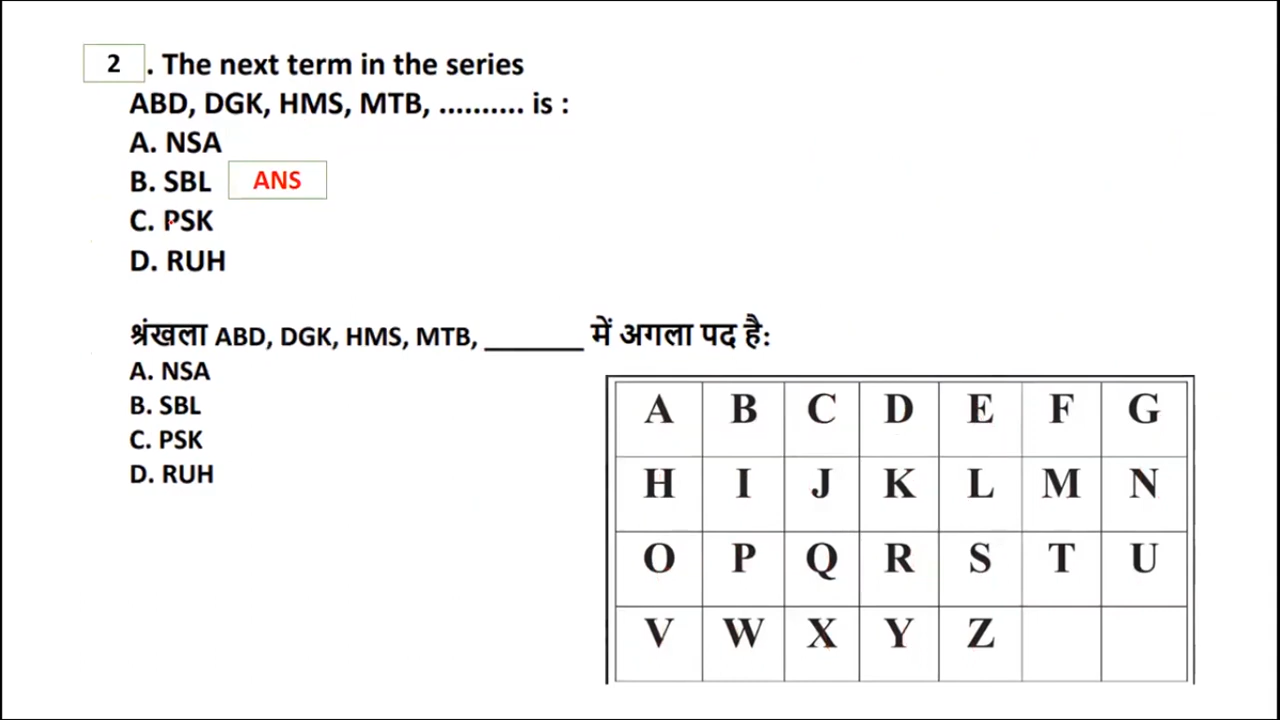 2 . The next term in the series
ABD, DGK, HMS, MTB, .......... is :
A. NSA
B. SBL ANS
C. PSK
D. RUH
श्रंखला ABD, DGK, HMS, MTB, _______ में अगला पद है:
A. NSA
B. SBL
C. PSK
D. RUH
A B C D E F G
H I J K L M N
O P Q R S T U
V W X Y Z